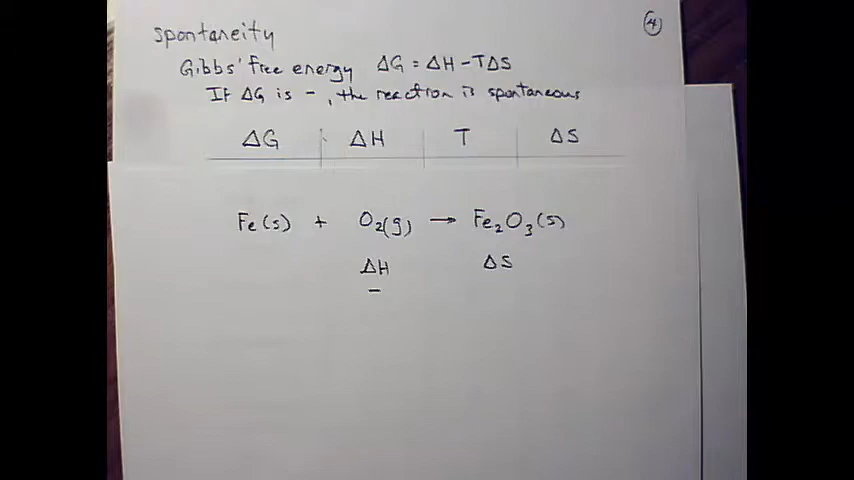 spontaneity
4
Gibbs' free energy ΔG = ΔH - TΔS
If ΔG is - , the reaction is spontaneous
ΔG ΔH T ΔS
Fe(s) + O₂(g) → Fe₂O₃(s)
ΔH ΔS
-